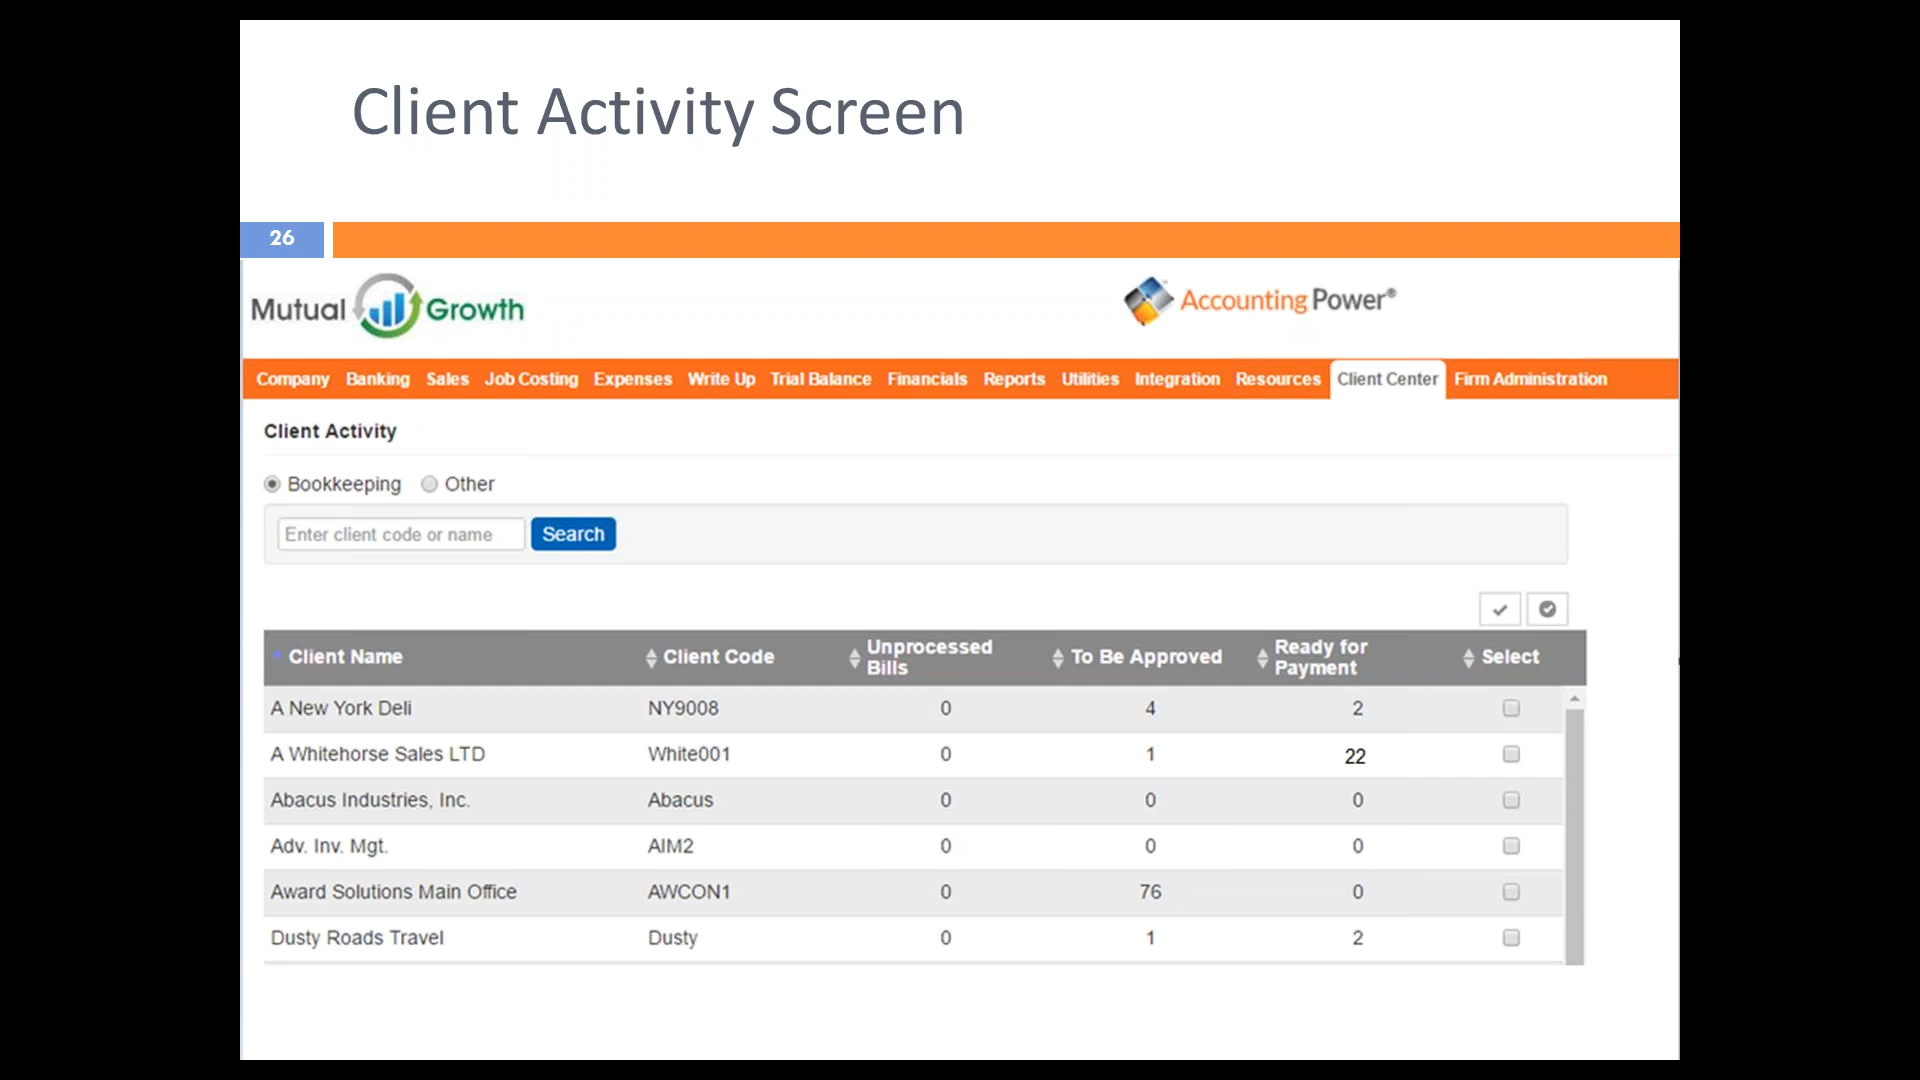 Client Activity Screen
26
Mutual Growth
Accounting Power®
Company Banking Sales Job Costing Expenses Write Up Trial Balance Financials Reports Utilities Integration Resources Client Center Firm Administration
Client Activity
Bookkeeping Other
Enter client code or name Search
Client Name Client Code Unprocessed Bills To Be Approved Ready for Payment Select
A New York Deli NY9008 0 4 2
A Whitehorse Sales LTD White001 0 1 22
Abacus Industries, Inc. Abacus 0 0 0
Adv. Inv. Mgt. AIM2 0 0 0
Award Solutions Main Office AWCON1 0 76 0
Dusty Roads Travel Dusty 0 1 2